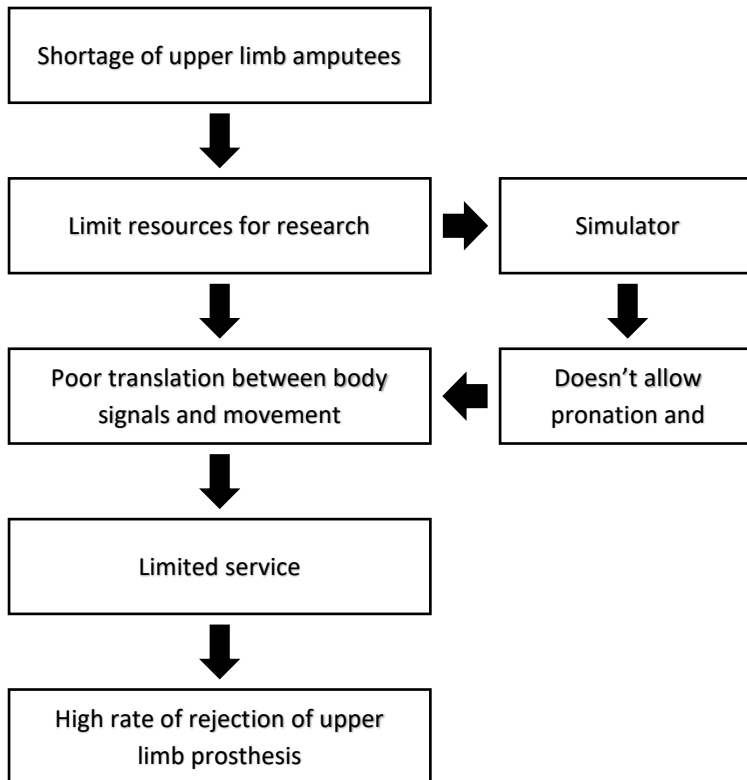 Shortage of upper limb amputees
Limit resources for research
Simulator
Poor translation between body
signals and movement
Doesn’t allow
pronation and
Limited service
High rate of rejection of upper
limb prosthesis